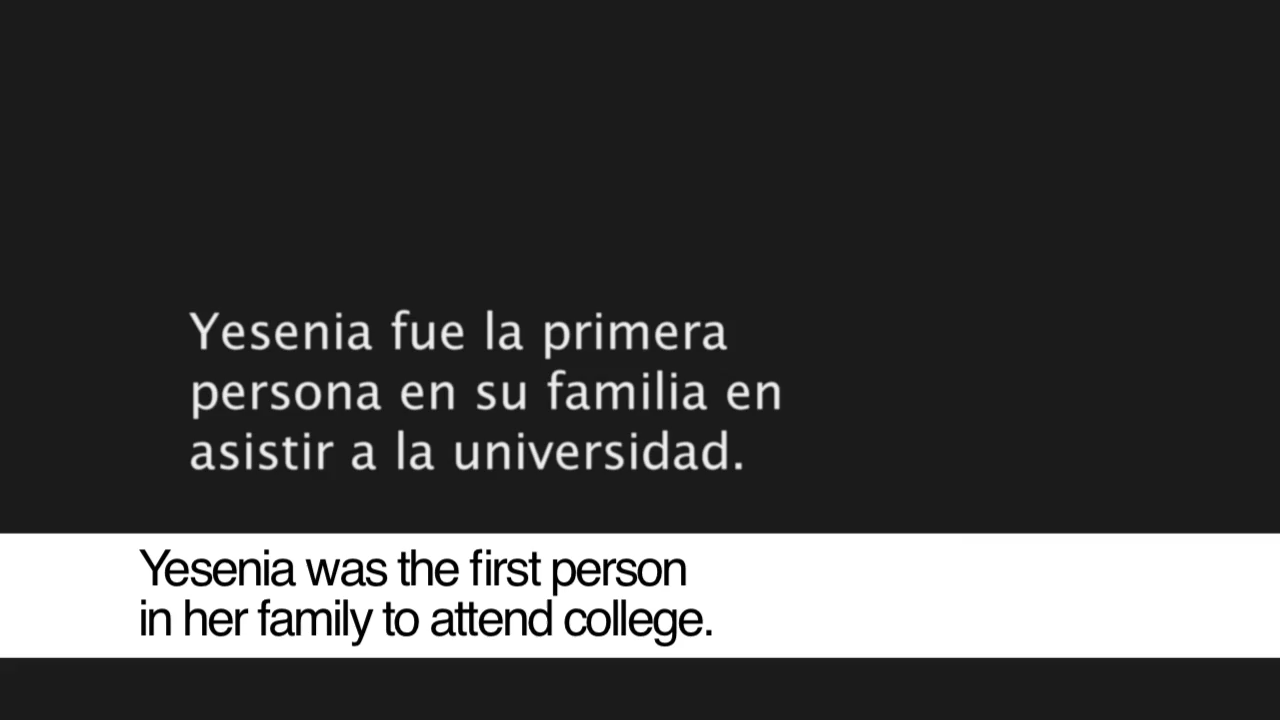 Yesenia fue la primera
persona en su familia en
asistir a la universidad.
Yesenia was the first person
in her family to attend college.